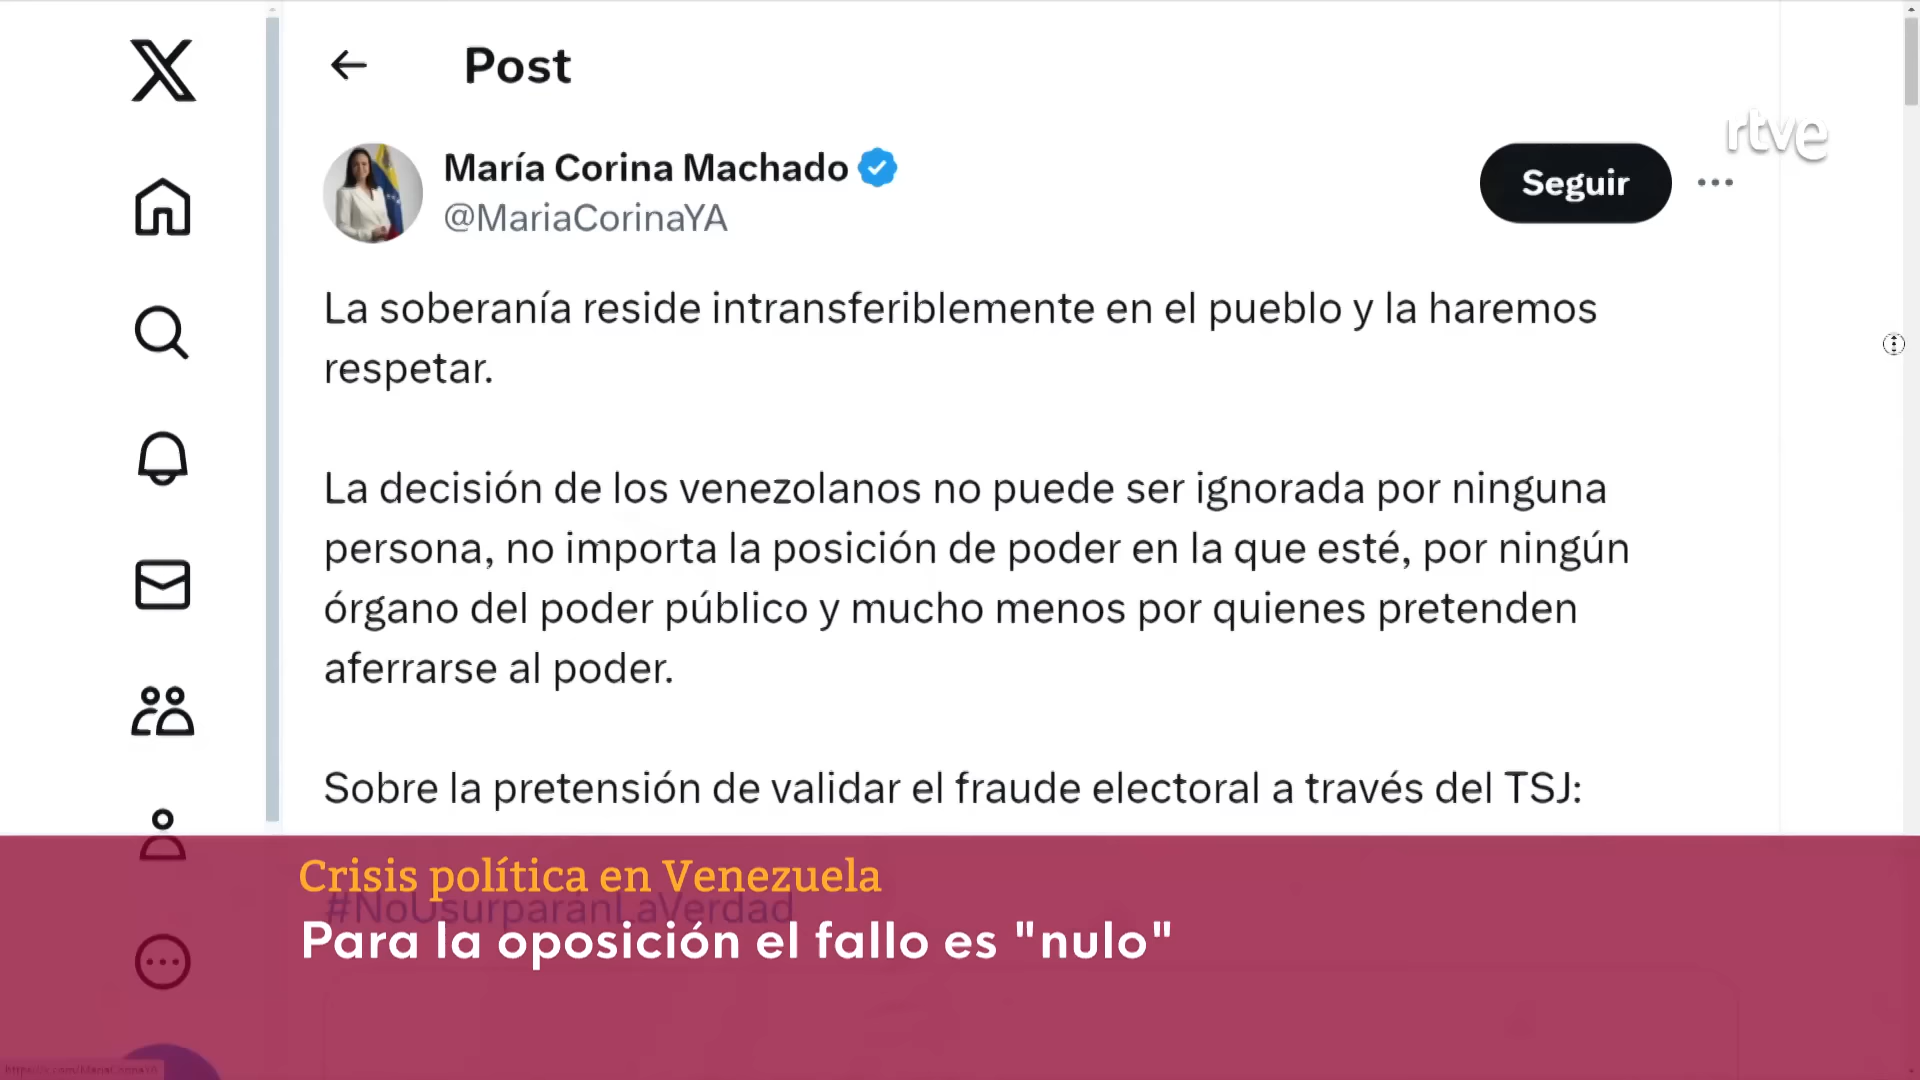 Post
rtve
María Corina Machado
@MariaCorinaYA
Seguir
La soberanía reside intransferiblemente en el pueblo y la haremos
respetar.
La decisión de los venezolanos no puede ser ignorada por ninguna
persona, no importa la posición de poder en la que esté, por ningún
órgano del poder público y mucho menos por quienes pretenden
aferrarse al poder.
Sobre la pretensión de validar el fraude electoral a través del TSJ:
Crisis política en Venezuela
#NoUsurparánLaVerdad
Para la oposición el fallo es "nulo"